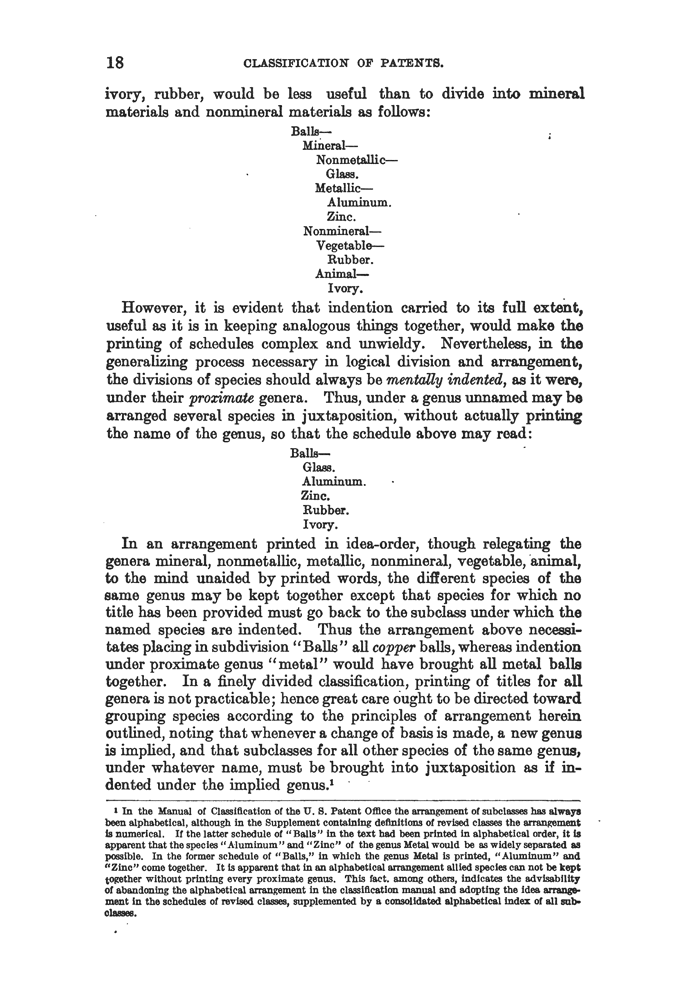 18 CLASSIFICATION OF PATENTS.
ivory, rubber, would be less useful than to divide into mineral
materials and nonmineral materials as follows:
Balls—
Mineral—
Nonmetallic—
Glass.
Metallic—
Aluminum.
Zinc.
Nonmineral—
Vegetable—
Rubber.
Animal—
Ivory.
However, it is evident that indention carried to its full extent,
useful as it is in keeping analogous things together, would make the
printing of schedules complex and unwieldy. Nevertheless, in the
generalizing process necessary in logical division and arrangement,
the divisions of species should always be mentally indented, as it were,
under their proximate genera. Thus, under a genus unnamed may be
arranged several species in juxtaposition, without actually printing
the name of the genus, so that the schedule above may read:
Balls—
Glass.
Aluminum.
Zinc.
Rubber.
Ivory.
In an arrangement printed in idea-order, though relegating the
genera mineral, nonmetallic, metallic, nonmineral, vegetable, animal,
to the mind unaided by printed words, the different species of the
same genus may be kept together except that species for which no
title has been provided must go back to the subclass under which the
named species are indented. Thus the arrangement above necessi-
tates placing in subdivision "Balls" all copper balls, whereas indention
under proximate genus "metal" would have brought all metal balls
together. In a finely divided classification, printing of titles for all
genera is not practicable; hence great care ought to be directed toward
grouping species according to the principles of arrangement herein
outlined, noting that whenever a change of basis is made, a new genus
is implied, and that subclasses for all other species of the same genus,
under whatever name, must be brought into juxtaposition as if in-
dented under the implied genus.¹
¹ In the Manual of Classification of the U. S. Patent Office the arrangement of subclasses has always
been alphabetical, although in the Supplement containing definitions of revised classes the arrangement
is numerical. If the latter schedule of "Balls" in the text had been printed in alphabetical order, it is
apparent that the species "Aluminum" and "Zinc" of the genus Metal would be as widely separated as
possible. In the former schedule of "Balls," in which the genus Metal is printed, "Aluminum" and
"Zinc" come together. It is apparent that in an alphabetical arrangement allied species can not be kept
together without printing every proximate genus. This fact, among others, indicates the advisability
of abandoning the alphabetical arrangement in the classification manual and adopting the idea arrange-
ment in the schedules of revised classes, supplemented by a consolidated alphabetical index of all sub-
classes.